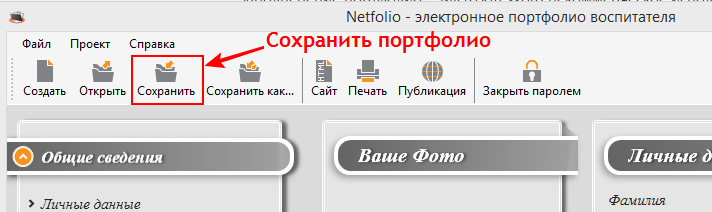 Netfolio - электронное портфолио воспитателя
Файл Проект Справка
Сохранить портфолио
Создать Открыть Сохранить Сохранить как... Сайт Печать Публикация Закрыть паролем
HTML
Общие сведения
Ваше Фото
Личные д
Личные данные
Фамилия